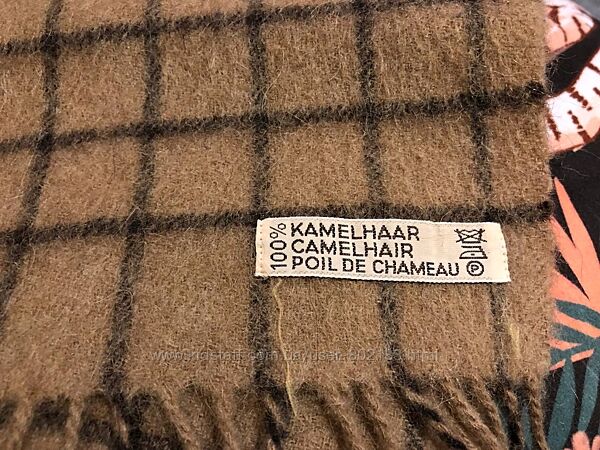 100%
KAMELHAAR
CAMELHAIR
POIL DE CHAMEAU Ⓟ